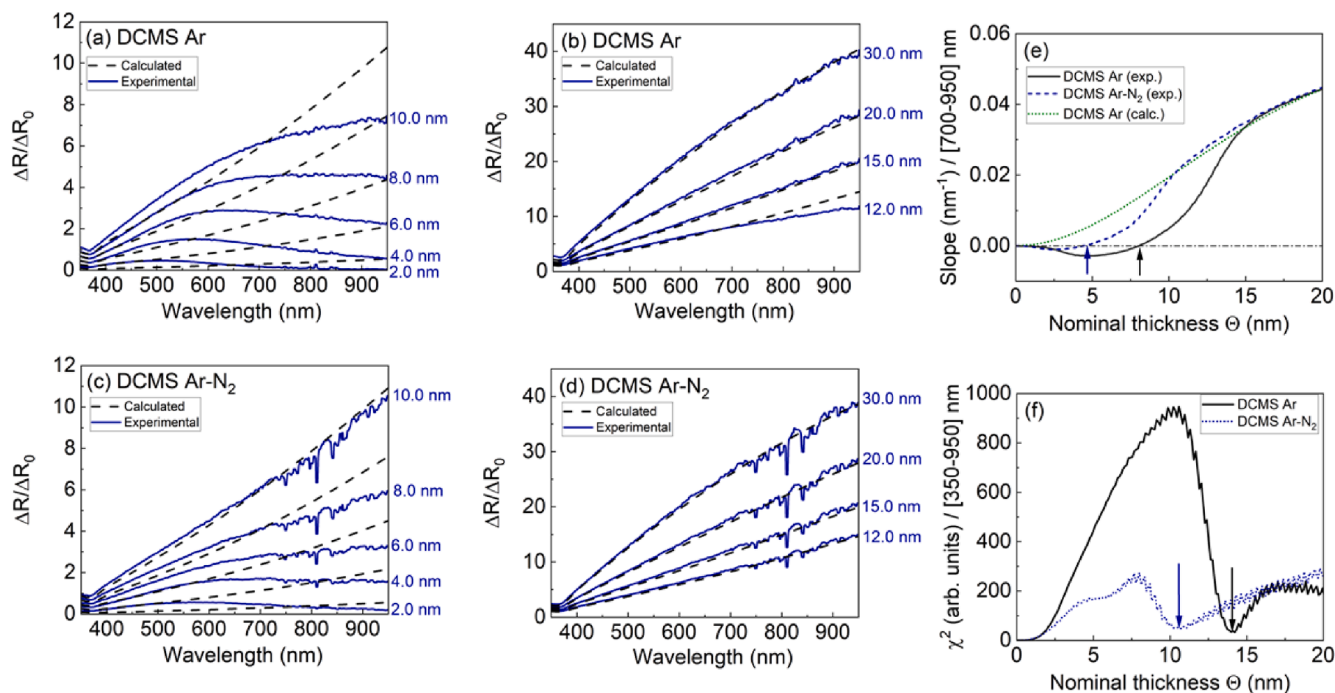 (a) DCMS Ar
Calculated
Experimental
10.0 nm
8.0 nm
6.0 nm
4.0 nm
2.0 nm
12
10
8
6
4
2
0
ΔR/ΔR₀
400 500 600 700 800 900
Wavelength (nm)
(b) DCMS Ar
Calculated
Experimental
30.0 nm
20.0 nm
15.0 nm
12.0 nm
40
30
20
10
0
ΔR/ΔR₀
400 500 600 700 800 900
Wavelength (nm)
(e)
DCMS Ar (exp.)
DCMS Ar-N₂ (exp.)
DCMS Ar (calc.)
0.06
0.04
0.02
0.00
Slope (nm⁻¹) / [700-950] nm
0 5 10 15 20
Nominal thickness Θ (nm)
(c) DCMS Ar-N₂
Calculated
Experimental
10.0 nm
8.0 nm
6.0 nm
4.0 nm
2.0 nm
12
10
8
6
4
2
0
ΔR/ΔR₀
400 500 600 700 800 900
Wavelength (nm)
(d) DCMS Ar-N₂
Calculated
Experimental
30.0 nm
20.0 nm
15.0 nm
12.0 nm
40
30
20
10
0
ΔR/ΔR₀
400 500 600 700 800 900
Wavelength (nm)
(f)
DCMS Ar
DCMS Ar-N₂
1000
800
600
400
200
0
χ² (arb. units) / [350-950] nm
0 5 10 15 20
Nominal thickness Θ (nm)